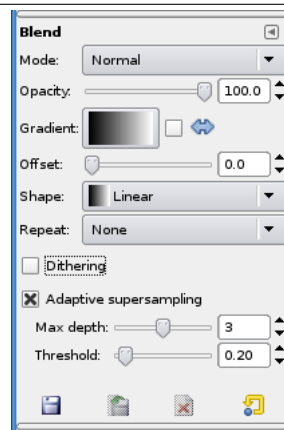 Blend
Mode: Normal
Opacity: 100.0
Gradient:
Offset: 0.0
Shape: Linear
Repeat: None
Dithering
Adaptive supersampling
Max depth: 3
Threshold: 0.20